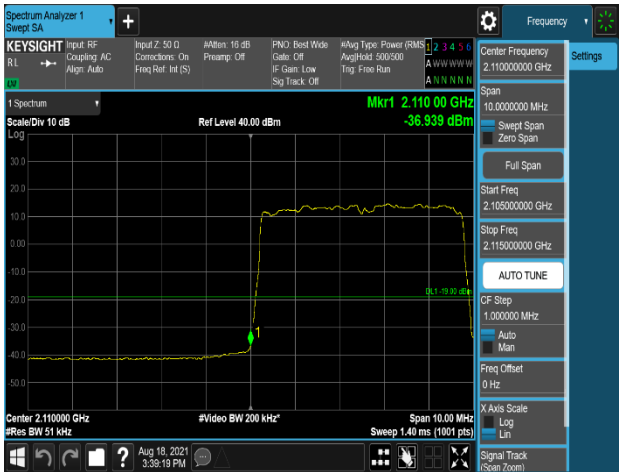 Spectrum Analyzer 1
Swept SA
Frequency
KEYSIGHT
RL
LW
Input: RF
Coupling: AC
Align: Auto
Input Z: 50 Ω
Corrections: On
Freq Ref: Int (S)
#Atten: 16 dB
Preamp: Off
PNO: Best Wide
Gate: Off
IF Gain: Low
Sig Track: Off
#Avg Type: Power (RMS
Avg|Hold: 500/500
Trig: Free Run
1 2 3 4 5 6
A W W W W W
A N N N N N
1 Spectrum
Scale/Div 10 dB
Ref Level 40.00 dBm
Mkr1 2.110 00 GHz
-36.939 dBm
Log
30.0
20.0
10.0
0.00
-10.0
-20.0
-30.0
-40.0
-50.0
DL1 -19.00 dBm
1
Center 2.110000 GHz
#Video BW 200 kHz*
Span 10.00 MHz
#Res BW 51 kHz
Sweep 1.40 ms (1001 pts)
Aug 18, 2021
3:39:19 PM
Center Frequency
2.110000000 GHz
Settings
Span
10.0000000 MHz
Swept Span
Zero Span
Full Span
Start Freq
2.105000000 GHz
Stop Freq
2.115000000 GHz
AUTO TUNE
CF Step
1.000000 MHz
Auto
Man
Freq Offset
0 Hz
X Axis Scale
Log
Lin
Signal Track
(Span Zoom)